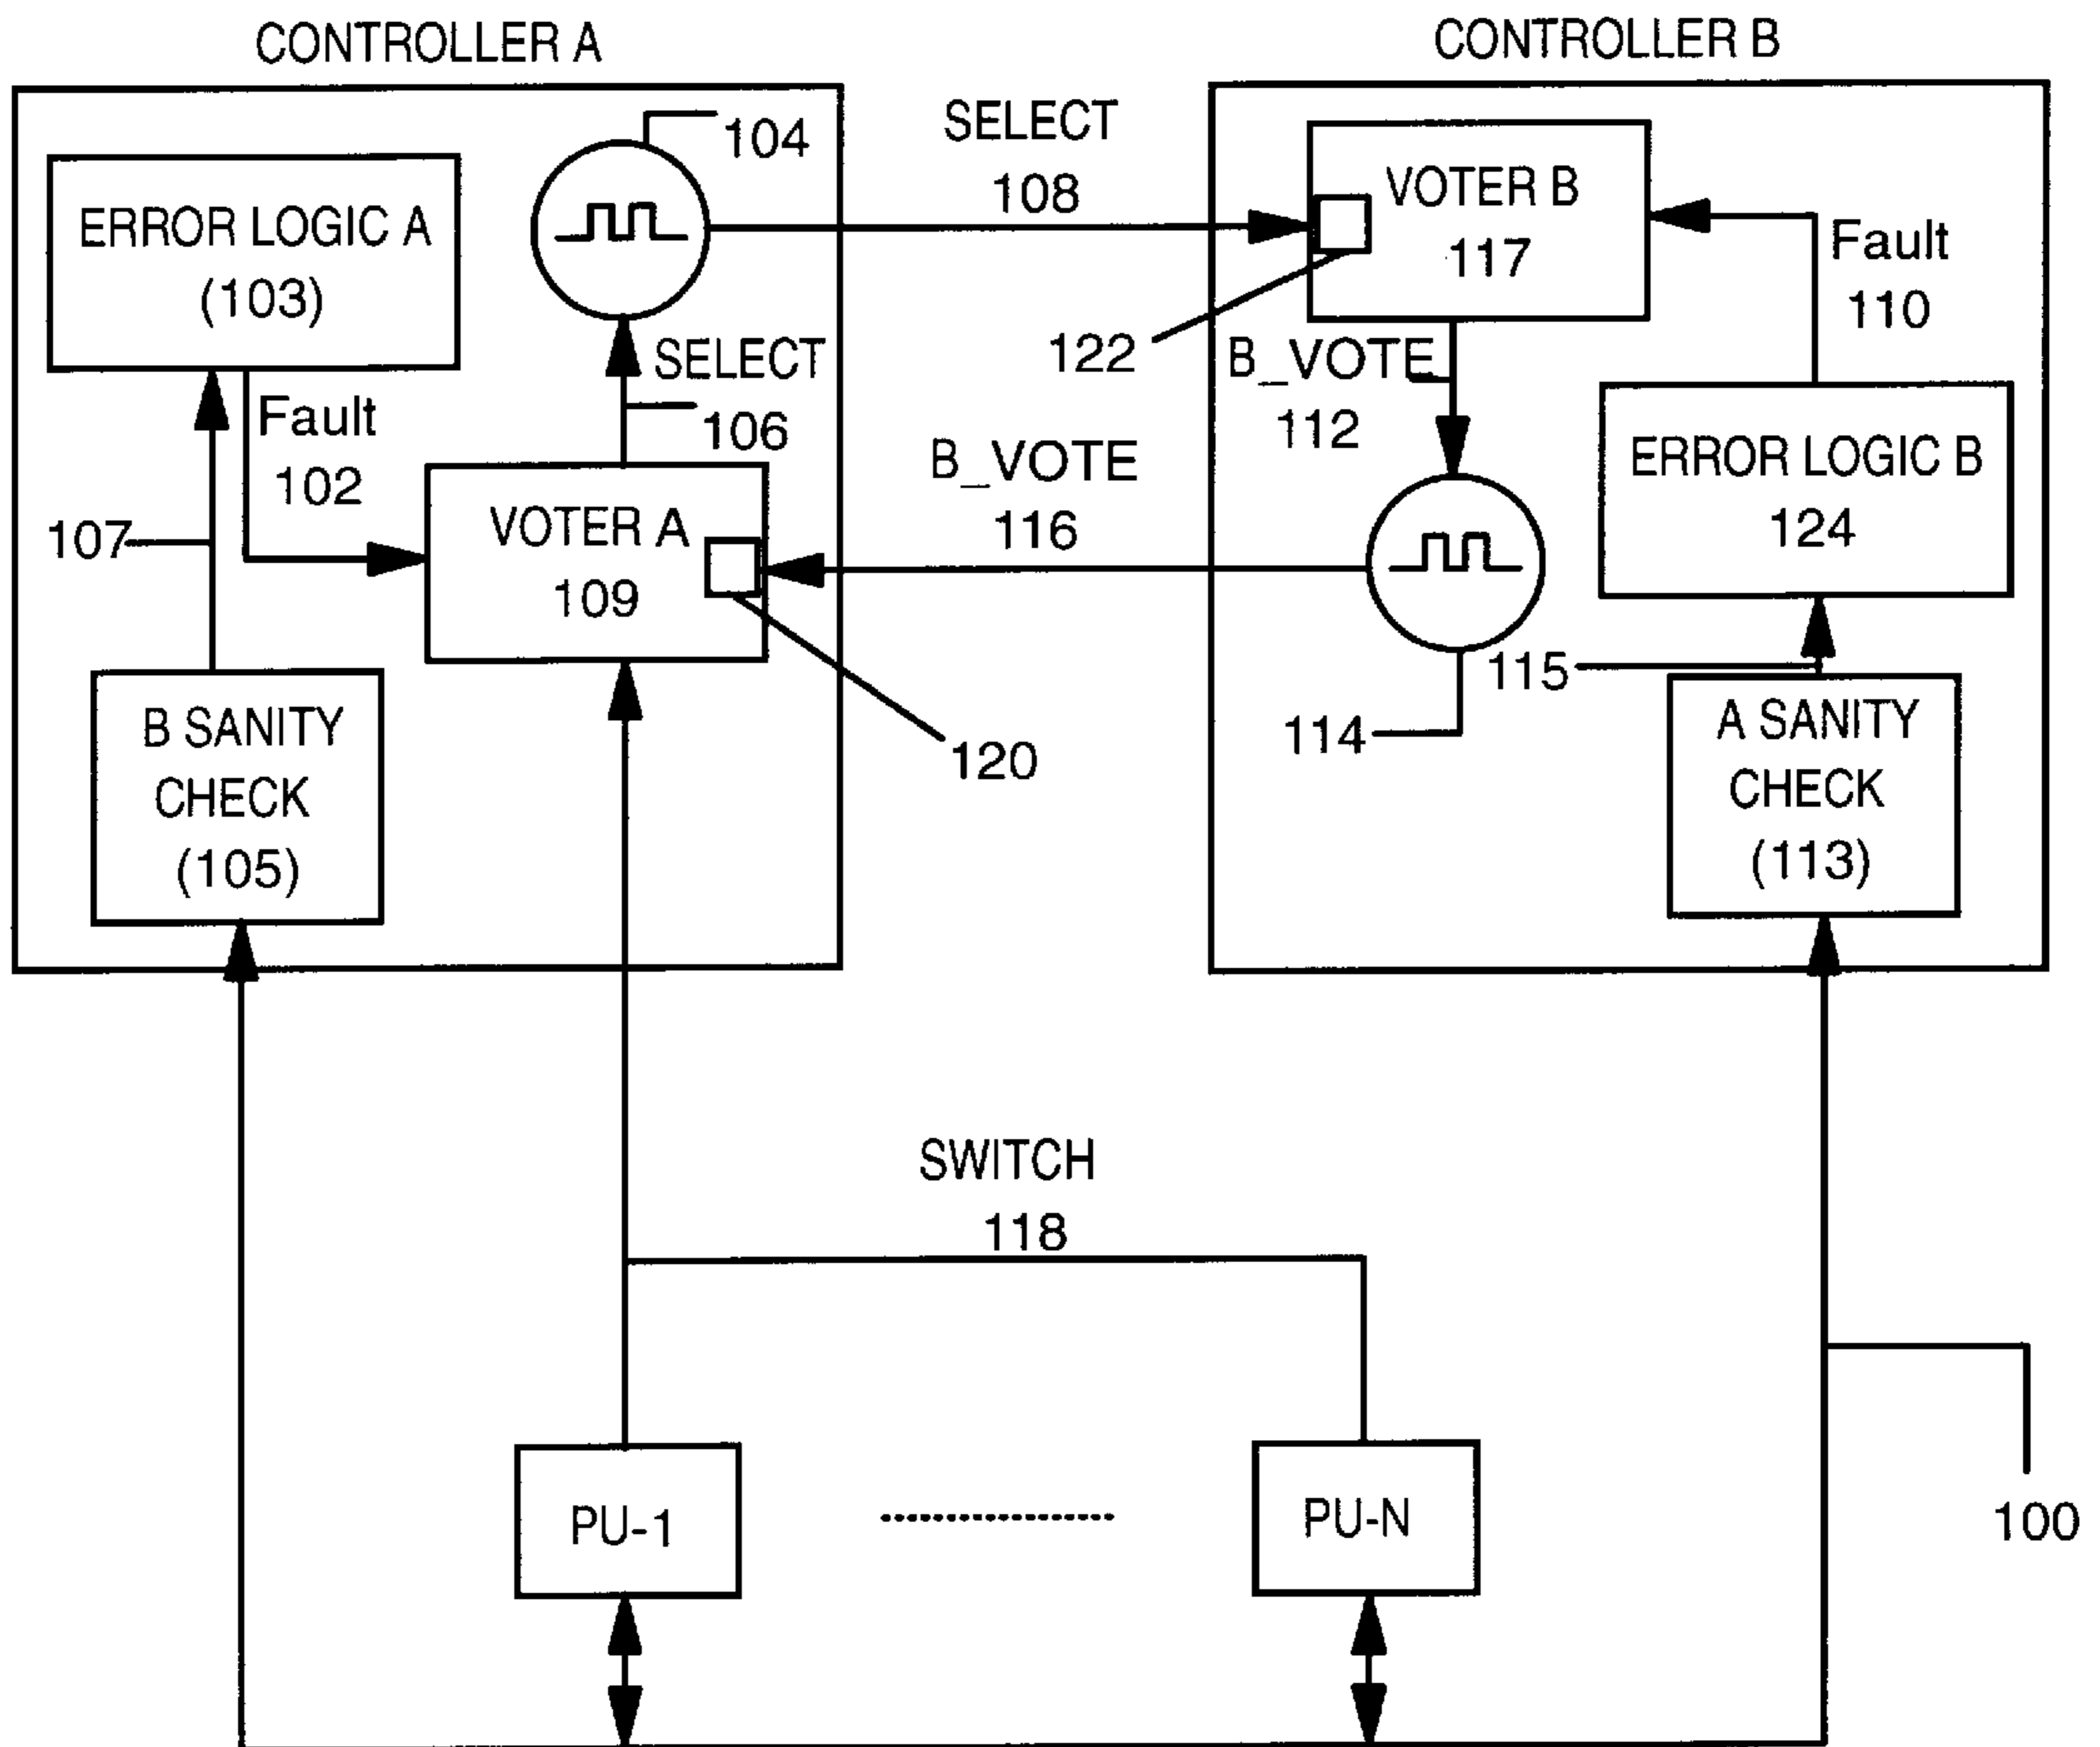 CONTROLLER A
CONTROLLER B
104
SELECT
108
ERROR LOGIC A
(103)
VOTER B
117
Fault
110
122
SELECT
106
B_VOTE
112
Fault
102
B_VOTE
116
ERROR LOGIC B
124
107
VOTER A
109
115
114
120
B SANITY
CHECK
(105)
A SANITY
CHECK
(113)
SWITCH
118
PU-1
PU-N
100